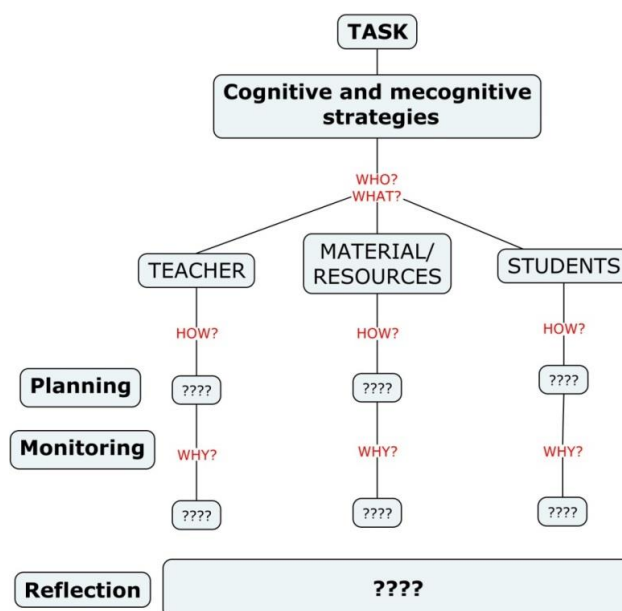 TASK
Cognitive and mecognitive
strategies
WHO?
WHAT?
TEACHER
MATERIAL/
RESOURCES
STUDENTS
HOW?
HOW?
HOW?
Planning
????
????
????
Monitoring
WHY?
WHY?
WHY?
????
????
????
Reflection
????